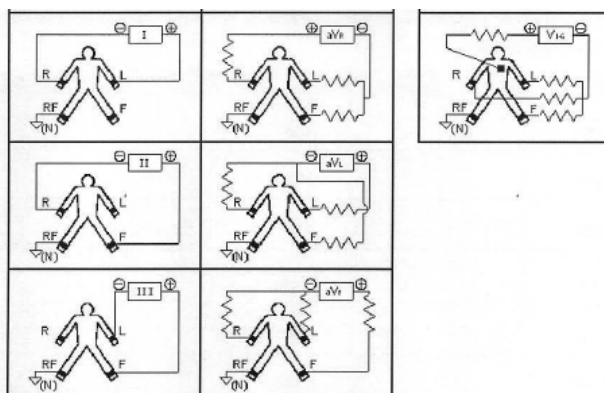 ⊖ I ⊕
R L
RF F
(N)
⊕ aVR ⊖
R L
RF F
(N)
⊕ V1-6 ⊖
R L
RF F
(N)
⊖ II ⊕
R L'
RF F
(N)
⊖ aVL ⊕
R L
RF F
(N)
⊖ III ⊕
R L
RF F
(N)
⊖ aVF ⊕
R L
RF F
(N)